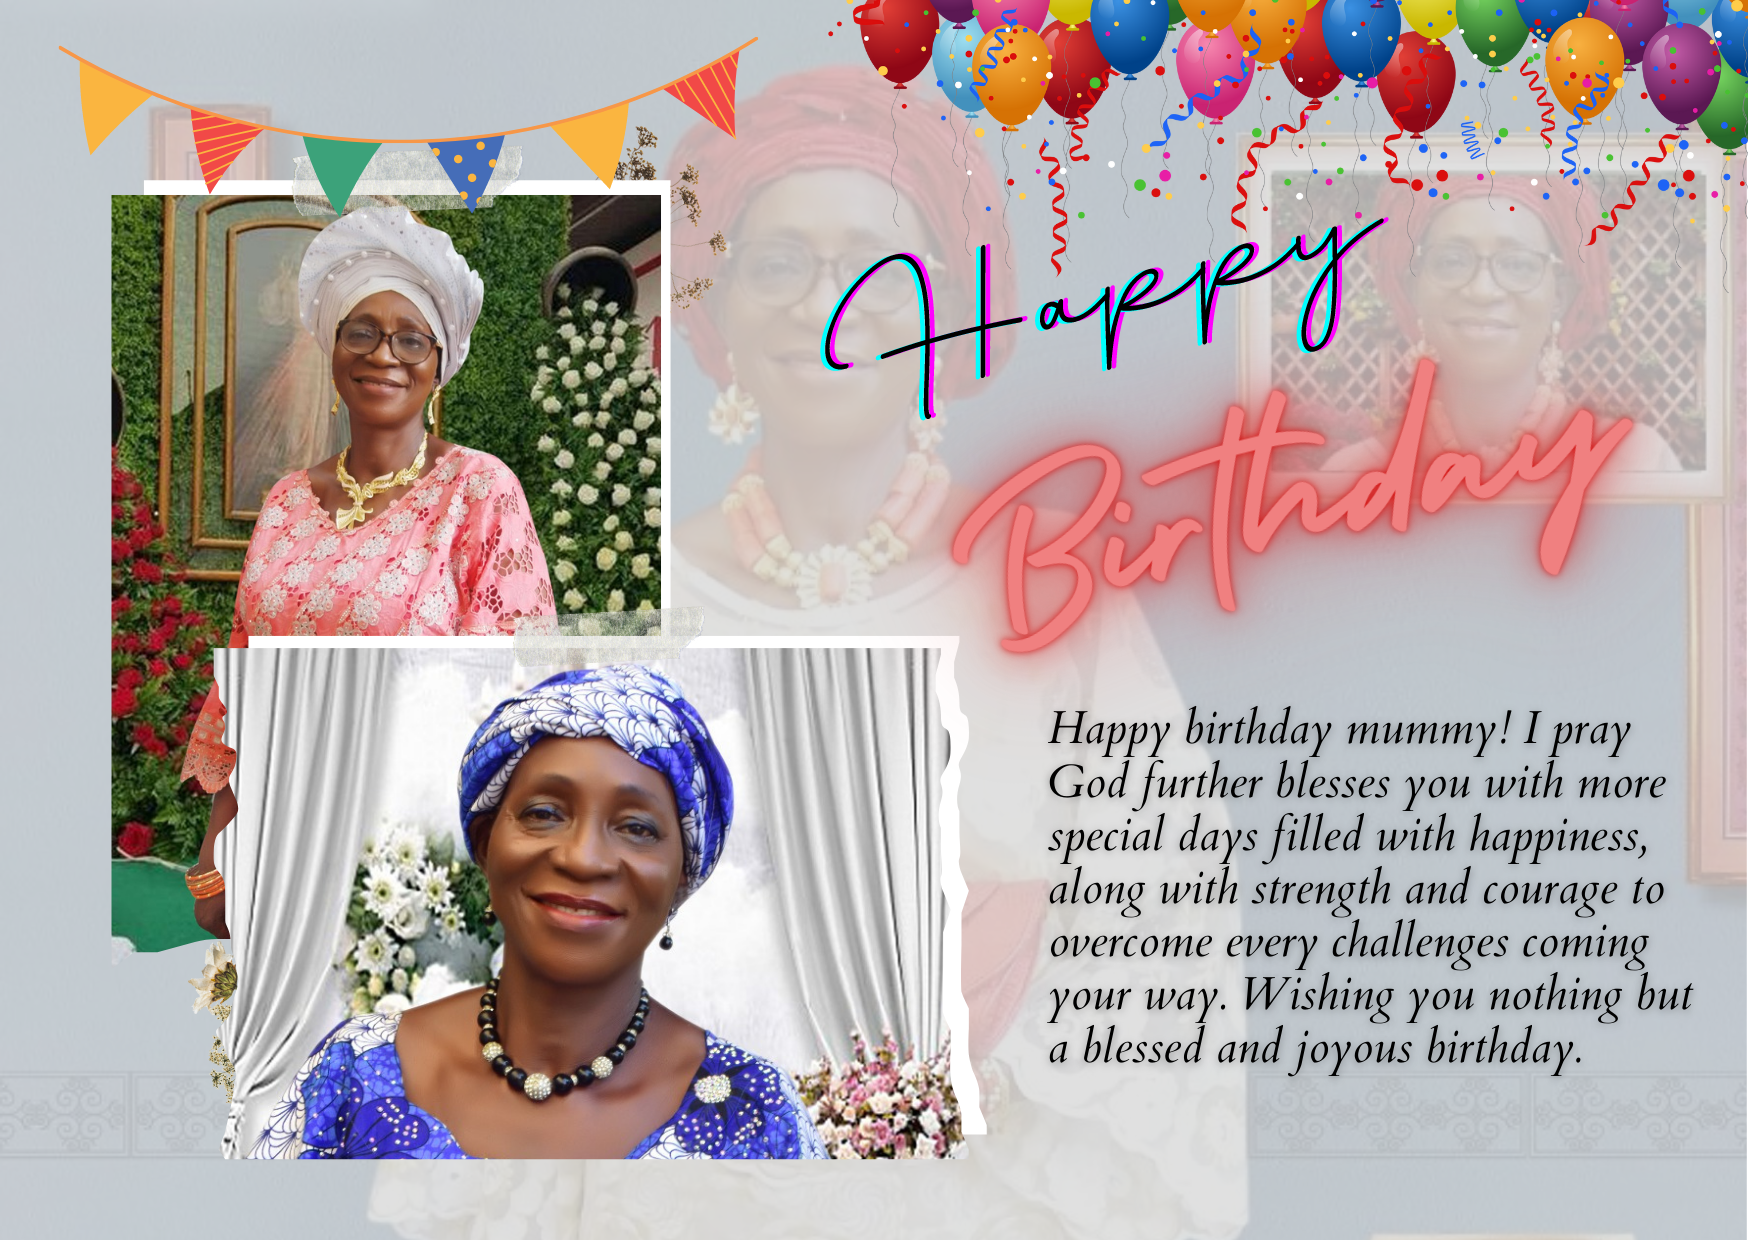 Happy
Birthday
Happy birthday mummy! I pray
God further blesses you with more
special days filled with happiness,
along with strength and courage to
overcome every challenges coming
your way. Wishing you nothing but
a blessed and joyous birthday.